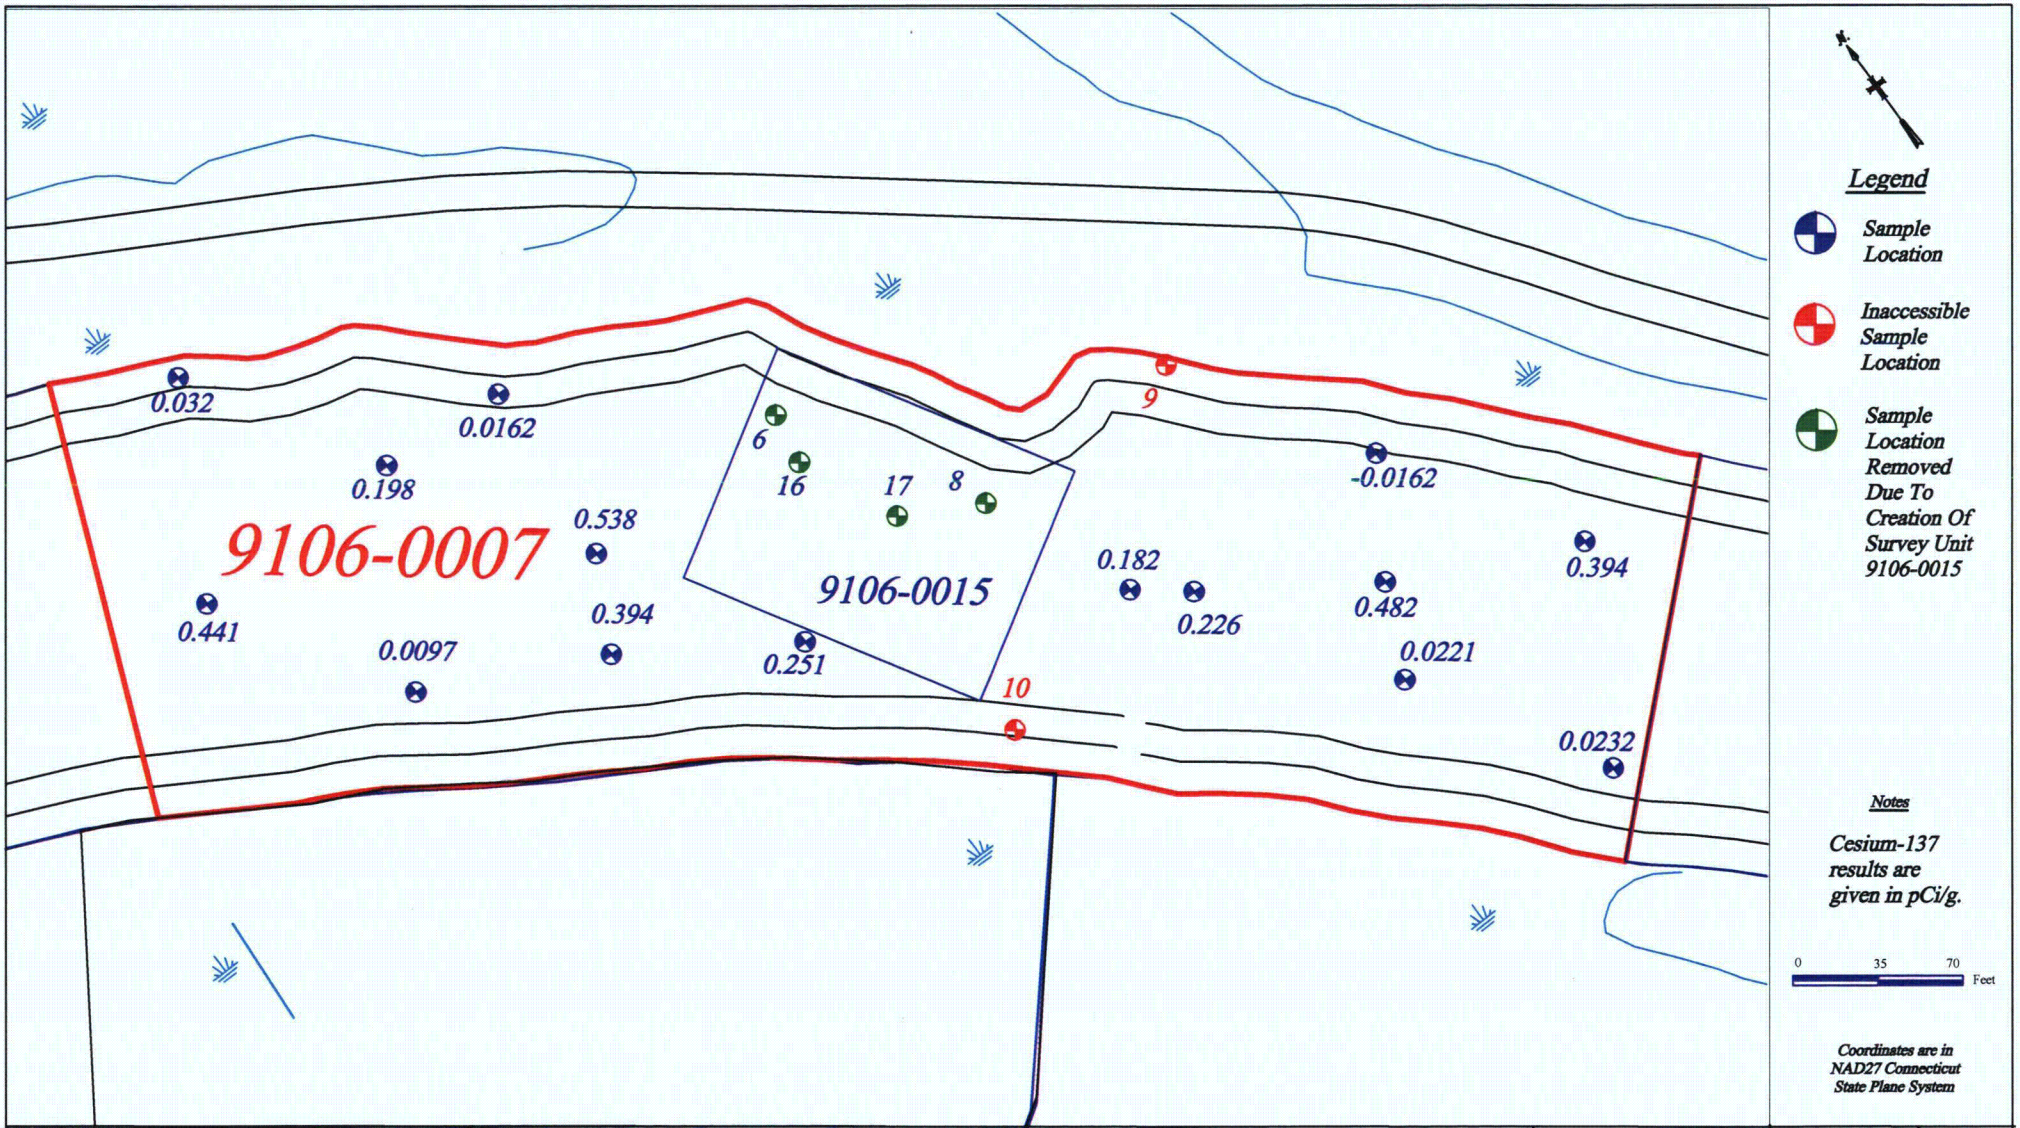 0.032
0.0162
0.198
9106-0007
0.538
0.441
0.0097
0.394
6
16
17
8
9106-0015
0.251
10
9
-0.0162
0.182
0.226
0.482
0.394
0.0221
0.0232
N.
Legend
Sample
Location
Inaccessible
Sample
Location
Sample
Location
Removed
Due To
Creation Of
Survey Unit
9106-0015
Notes
Cesium-137
results are
given in pCi/g.
0 35 70
Feet
Coordinates are in
NAD27 Connecticut
State Plane System